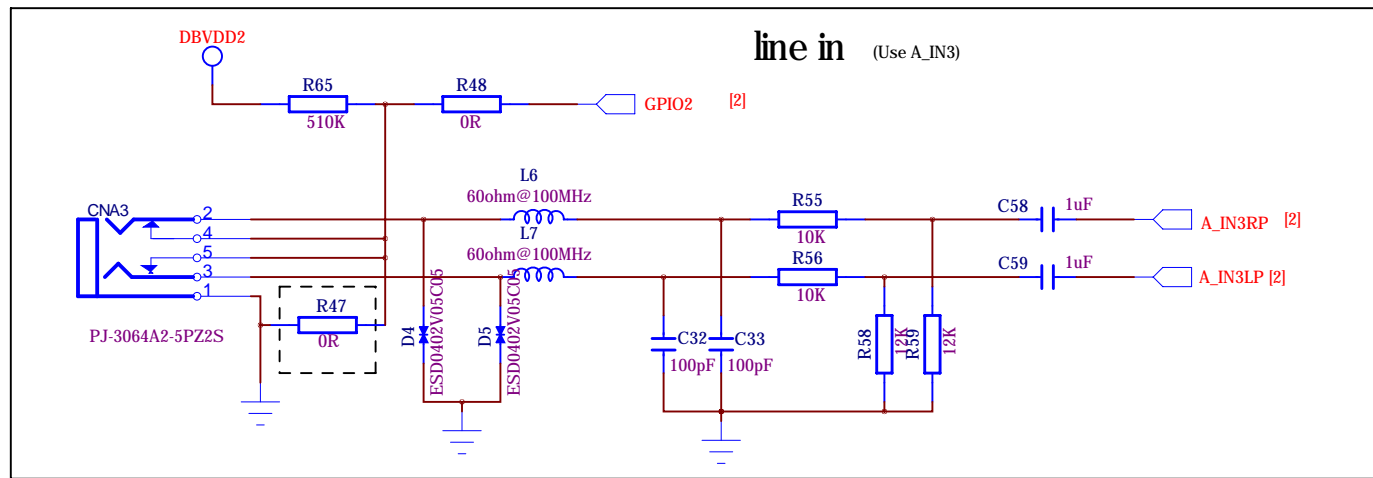 line in (Use A_IN3)
DBVDD2
R65
510K
R48
0R
GPIO2 [2]
CNA3
2
4
5
3
1
PJ-3064A2-5PZ2S
R47
0R
L6
60ohm@100MHz
L7
60ohm@100MHz
D4
ESD0402V05C05
D5
ESD0402V05C05
R55
10K
R56
10K
C32
100pF
C33
100pF
R58
12K
R59
12K
C58
1uF
A_IN3RP [2]
C59
1uF
A_IN3LP [2]